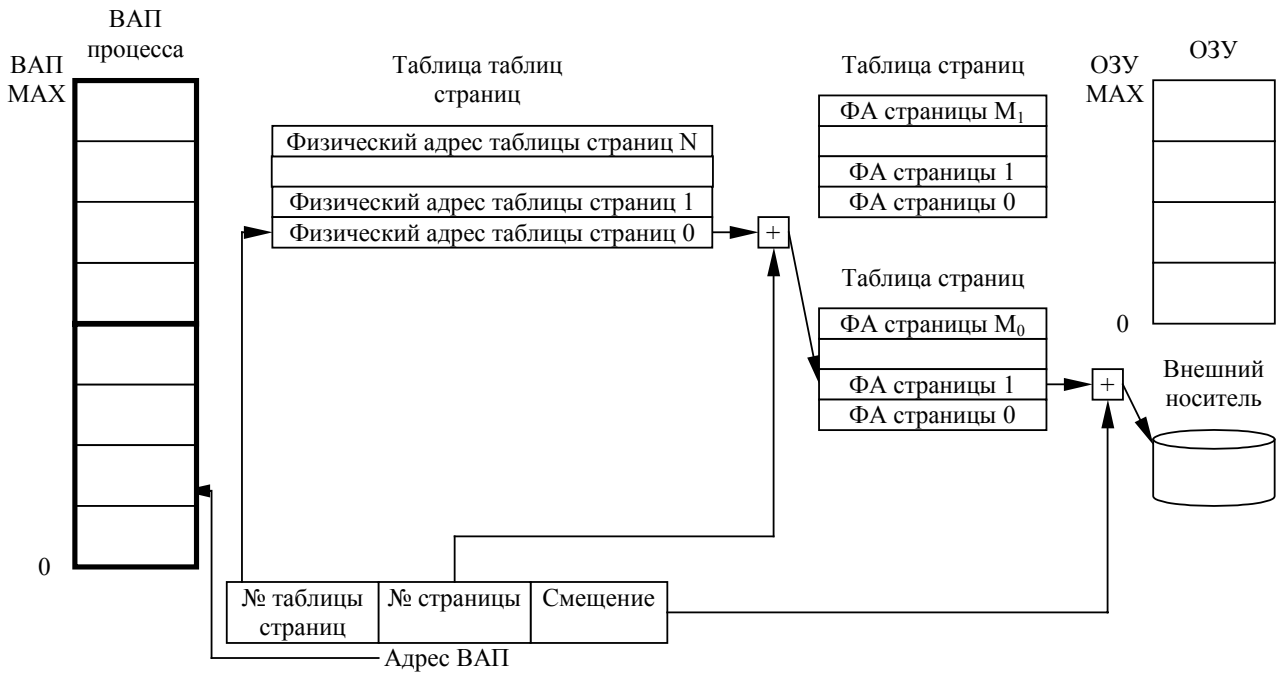 ВАП
процесса
ВАП
MAX
0
Таблица таблиц
страниц
Физический адрес таблицы страниц N
Физический адрес таблицы страниц 1
Физический адрес таблицы страниц 0
+
Таблица страниц
ФА страницы M₁
ФА страницы 1
ФА страницы 0
Таблица страниц
ФА страницы M₀
ФА страницы 1
ФА страницы 0
+
ОЗУ
MAX
ОЗУ
0
Внешний
носитель
№ таблицы
страниц
№ страницы
Смещение
Адрес ВАП